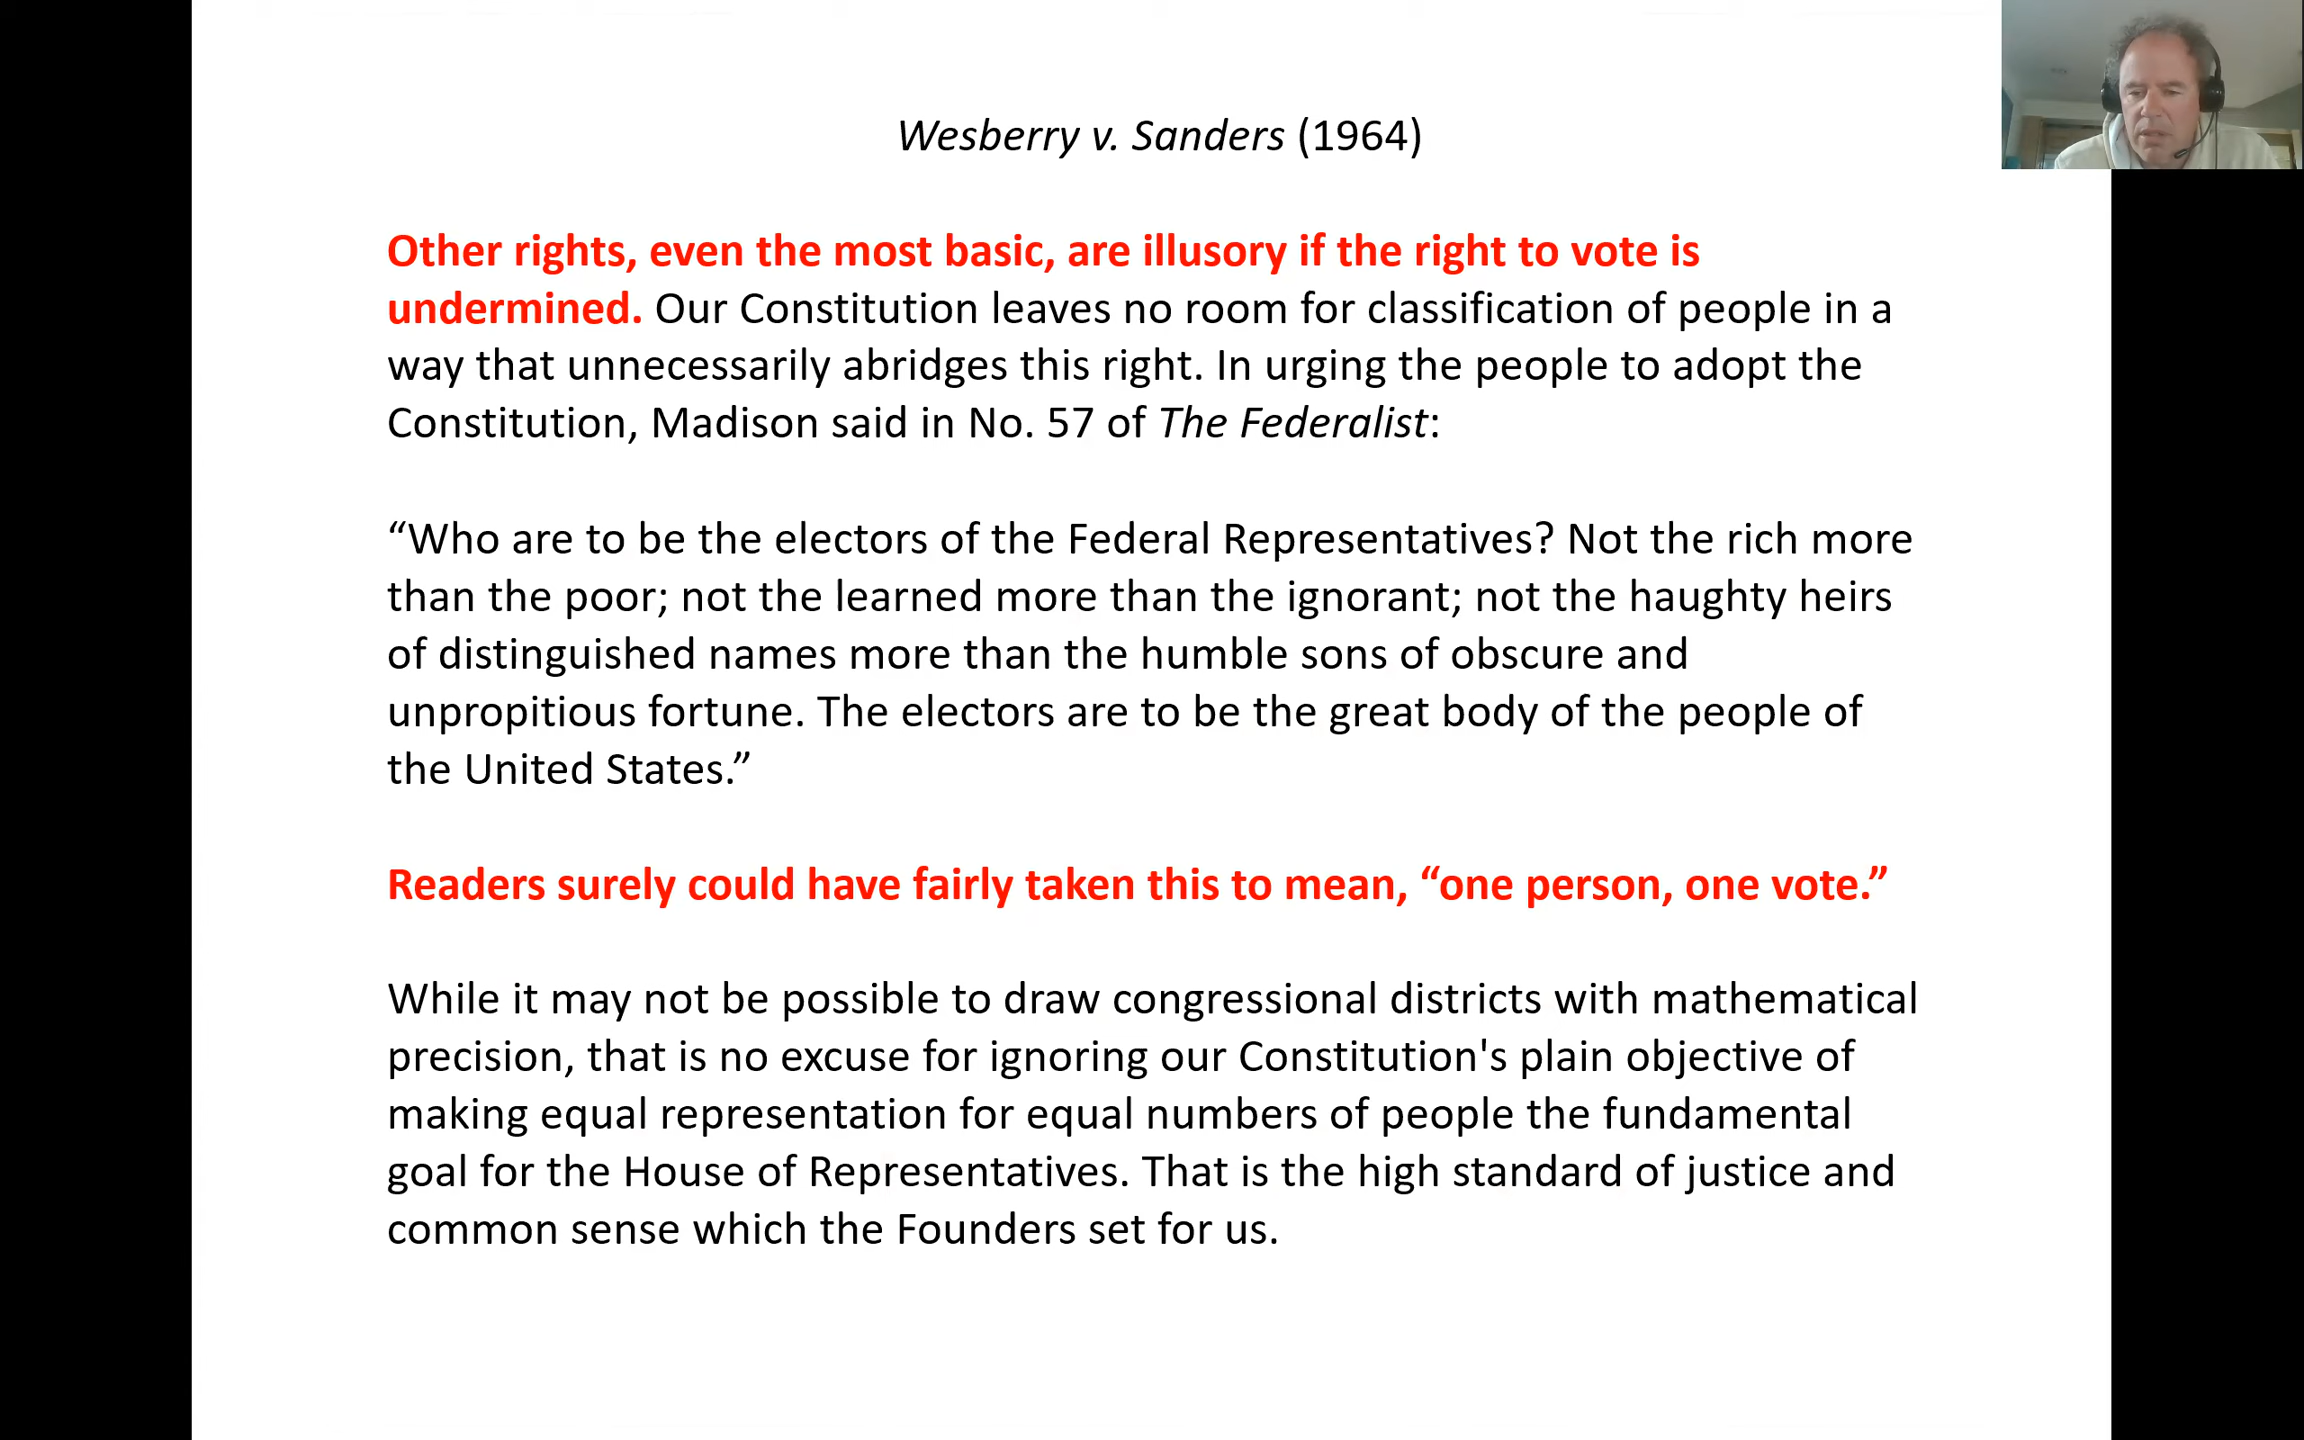 Wesberry v. Sanders (1964)
Other rights, even the most basic, are illusory if the right to vote is
undermined. Our Constitution leaves no room for classification of people in a
way that unnecessarily abridges this right. In urging the people to adopt the
Constitution, Madison said in No. 57 of The Federalist:
“Who are to be the electors of the Federal Representatives? Not the rich more
than the poor; not the learned more than the ignorant; not the haughty heirs
of distinguished names more than the humble sons of obscure and
unpropitious fortune. The electors are to be the great body of the people of
the United States.”
Readers surely could have fairly taken this to mean, “one person, one vote.”
While it may not be possible to draw congressional districts with mathematical
precision, that is no excuse for ignoring our Constitution's plain objective of
making equal representation for equal numbers of people the fundamental
goal for the House of Representatives. That is the high standard of justice and
common sense which the Founders set for us.